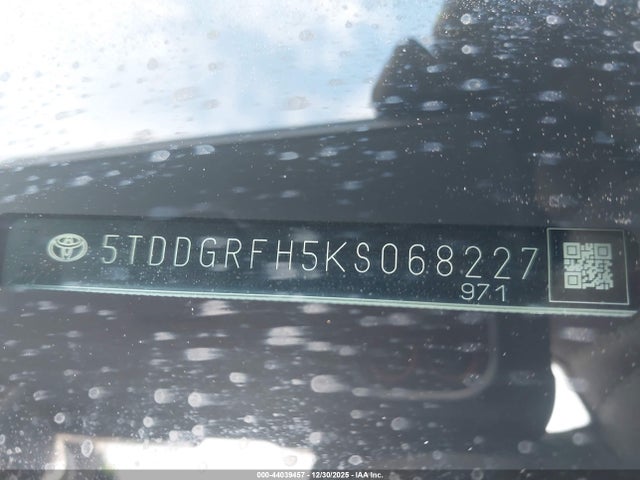 5TDDGRFH5KS068227
971
000-44039457 - 12/30/2025 - IAA Inc.